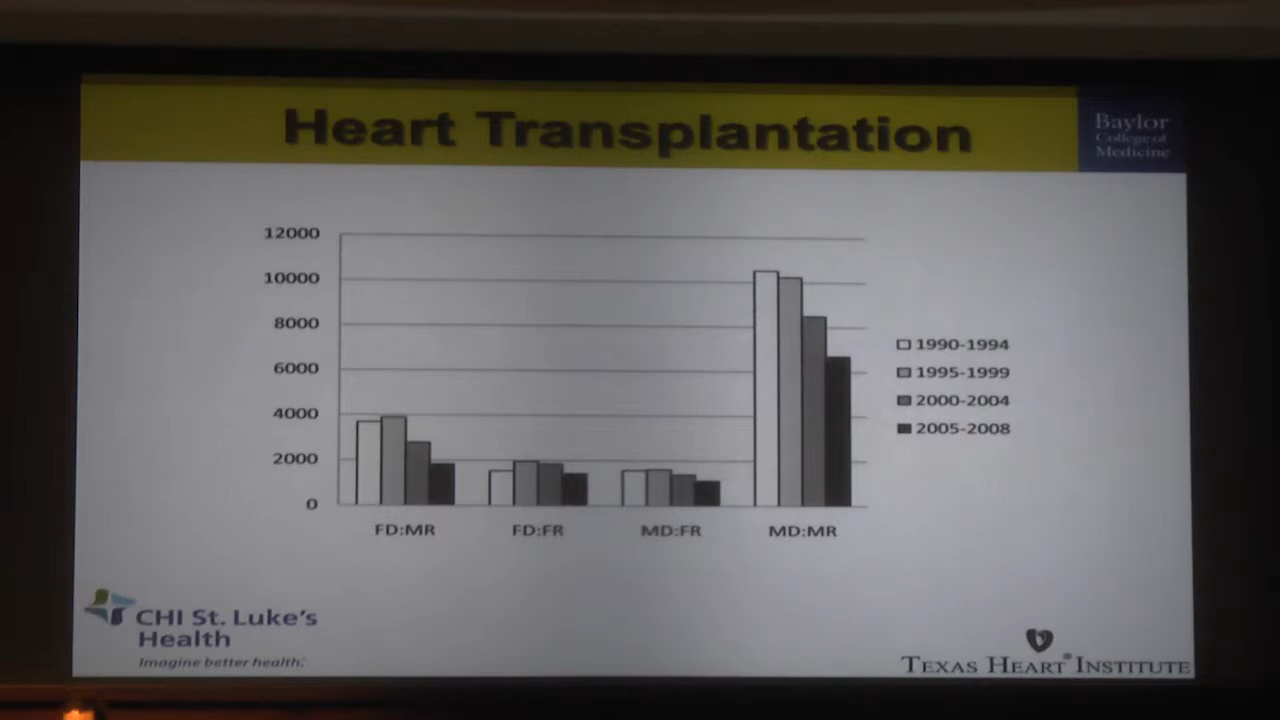 Heart Transplantation
Baylor
College of
Medicine
12000
10000
8000
6000
4000
2000
0
FD:MR
FD:FR
MD:FR
MD:MR
1990-1994
1995-1999
2000-2004
2005-2008
CHI St. Luke's
Health
Imagine better health.
TEXAS HEART® INSTITUTE